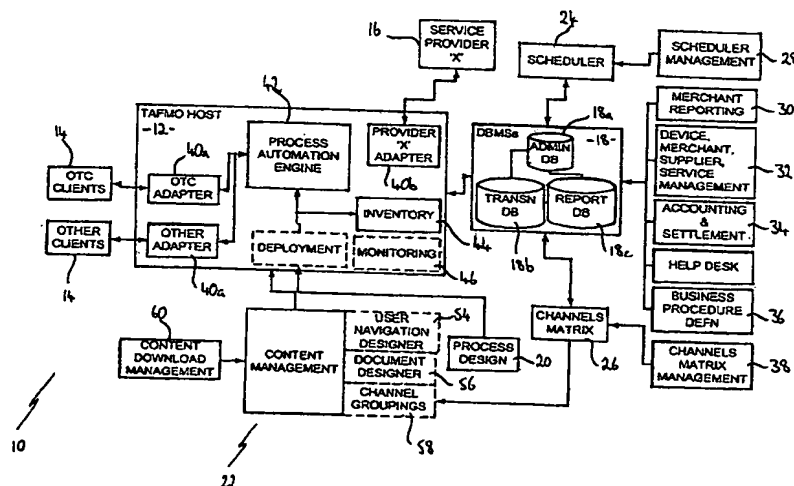 16
SERVICE
PROVIDER
'X'
24
SCHEDULER
SCHEDULER
MANAGEMENT
28
42
TAFMO HOST
-12-
PROCESS
AUTOMATION
ENGINE
PROVIDER
'X'
ADAPTER
40b
DBMSs
-18-
18a
ADMIN
DB
TRANSN
DB
REPORT
DB
18b
18c
MERCHANT
REPORTING
30
DEVICE,
MERCHANT,
SUPPLIER,
SERVICE
MANAGEMENT
32
ACCOUNTING
&
SETTLEMENT
34
HELP DESK
BUSINESS
PROCEDURE
DEFN
36
14
OTC
CLIENTS
40a
OTC
ADAPTER
OTHER
CLIENTS
14
OTHER
ADAPTER
40a
INVENTORY
44
DEPLOYMENT
MONITORING
46
60
CONTENT
DOWNLOAD
MANAGEMENT
CONTENT
MANAGEMENT
54
USER
NAVIGATION
DESIGNER
DOCUMENT
DESIGNER
56
CHANNEL
GROUPINGS
58
PROCESS
DESIGN
20
CHANNELS
MATRIX
26
CHANNELS
MATRIX
MANAGEMENT
38
10
22